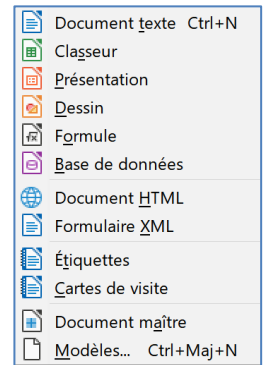 Document texte Ctrl+N
Classeur
Présentation
Dessin
Formule
Base de données
Document HTML
Formulaire XML
Étiquettes
Cartes de visite
Document maître
Modèles... Ctrl+Maj+N